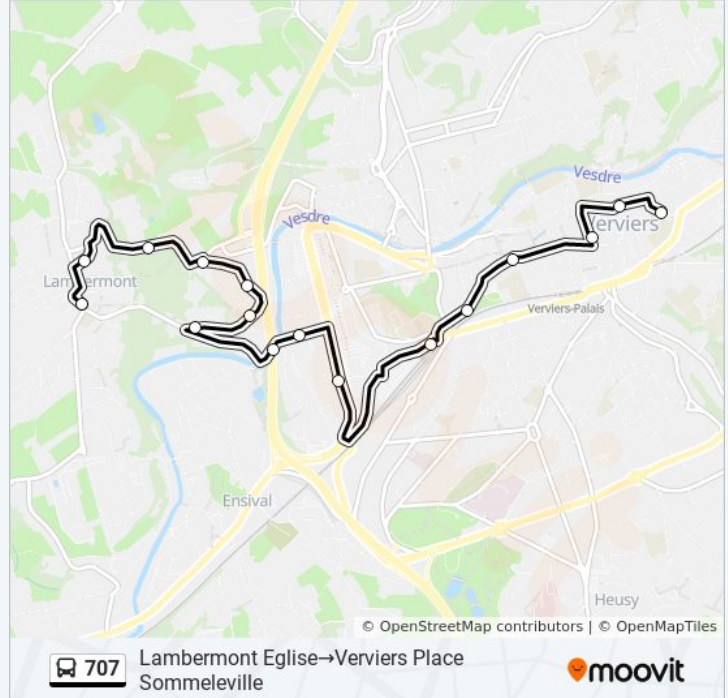 Vesdre
Vesdre
Verviers
Lambermont
Verviers-Palais
Ensival
Heusy
© OpenStreetMap contributors | © OpenMapTiles
707
Lambermont Eglise→Verviers Place
Sommeleville
moovit